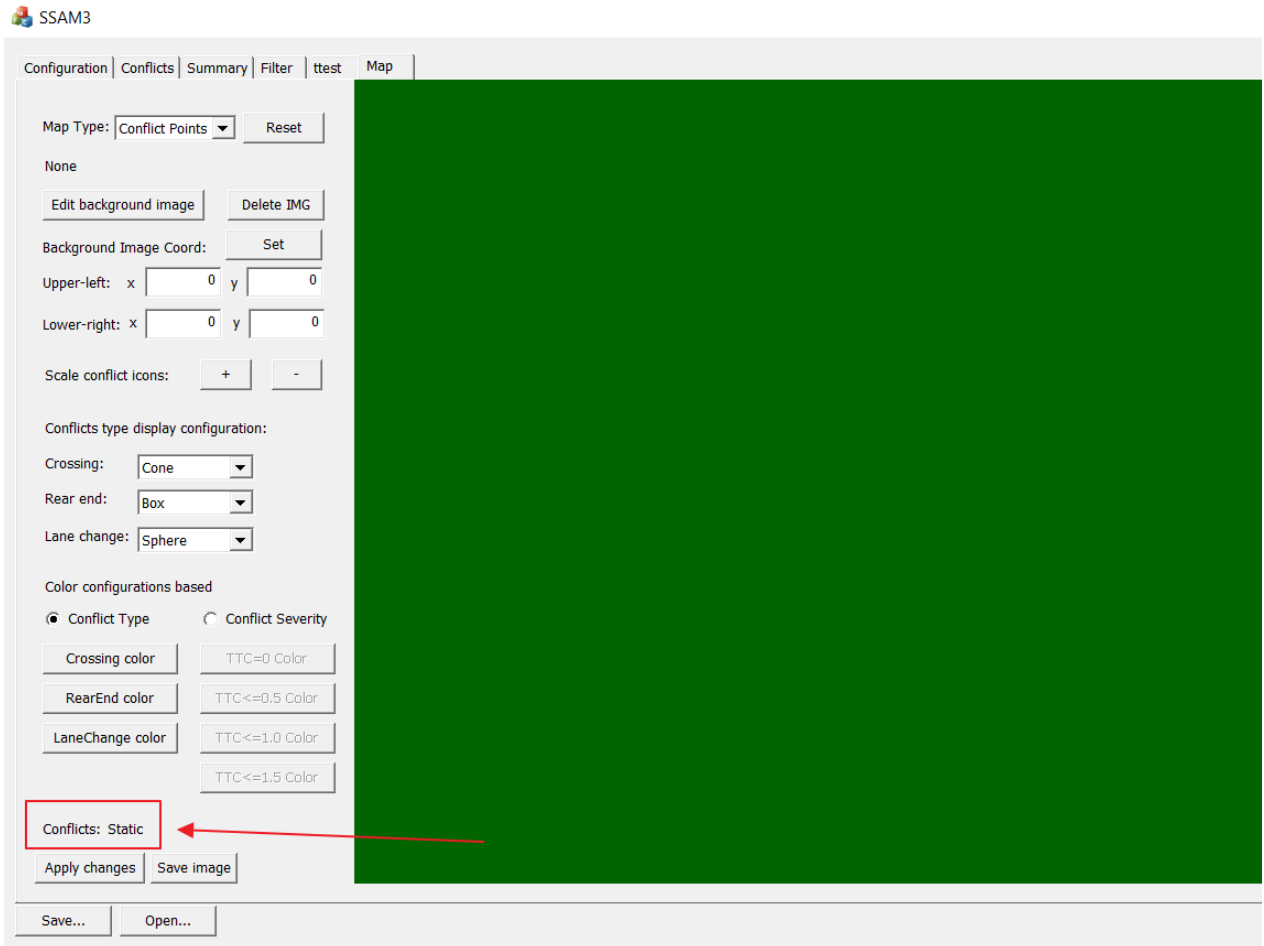 SSAM3
Configuration Conflicts Summary Filter ttest Map
Map Type: Conflict Points Reset
None
Edit background image Delete IMG
Background Image Coord: Set
Upper-left: x 0 y 0
Lower-right: x 0 y 0
Scale conflict icons: + -
Conflicts type display configuration:
Crossing: Cone
Rear end: Box
Lane change: Sphere
Color configurations based
Conflict Type Conflict Severity
Crossing color TTC=0 Color
RearEnd color TTC<=0.5 Color
LaneChange color TTC<=1.0 Color
TTC<=1.5 Color
Conflicts: Static
Apply changes Save image
Save... Open...